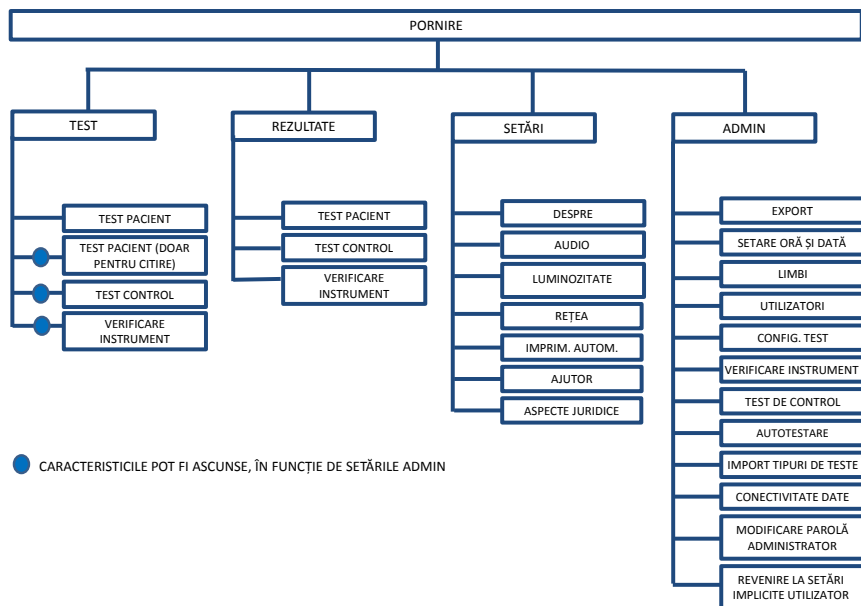 PORNIRE
TEST
REZULTATE
SETĂRI
ADMIN
TEST PACIENT
TEST PACIENT (DOAR
PENTRU CITIRE)
TEST CONTROL
VERIFICARE
INSTRUMENT
TEST PACIENT
TEST CONTROL
VERIFICARE
INSTRUMENT
DESPRE
AUDIO
LUMINOZITATE
REȚEA
IMPRIM. AUTOM.
AJUTOR
ASPECTE JURIDICE
EXPORT
SETARE ORĂ ȘI DATĂ
LIMBI
UTILIZATORI
CONFIG. TEST
VERIFICARE INSTRUMENT
TEST DE CONTROL
AUTOTESTARE
IMPORT TIPURI DE TESTE
CONECTIVITATE DATE
MODIFICARE PAROLĂ
ADMINISTRATOR
REVENIRE LA SETĂRI
IMPLICITE UTILIZATOR
CARACTERISTICILE POT FI ASCUNSE, ÎN FUNCȚIE DE SETĂRILE ADMIN